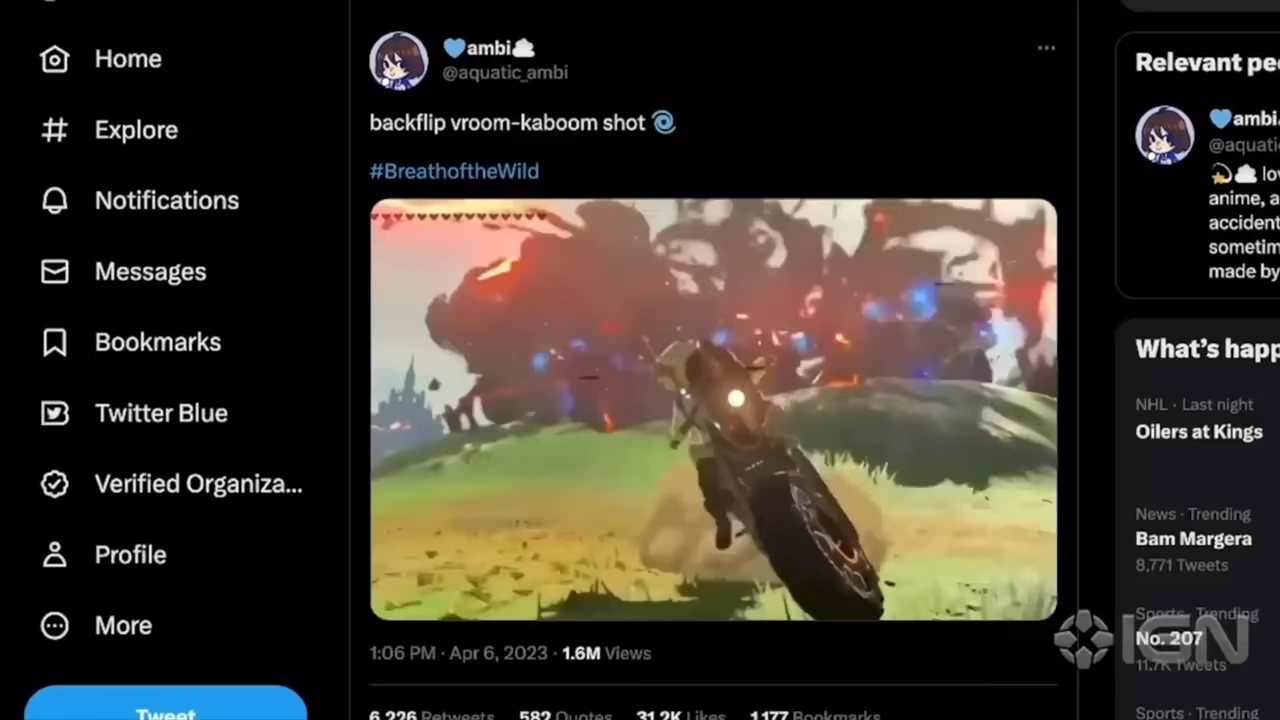 Home
Explore
Notifications
Messages
Bookmarks
Twitter Blue
Verified Organiza...
Profile
More
Tweet
ambi
@aquatic_ambi
backflip vroom-kaboom shot
#BreathoftheWild
1:06 PM · Apr 6, 2023 · 1.6M Views
6,226 Retweets 582 Quotes 31.2K Likes 1,177 Bookmarks
Relevant pe
ambi
@aquati
lo
anime, a
accident
sometim
made by
What's happ
NHL · Last night
Oilers at Kings
News · Trending
Bam Margera
8,771 Tweets
Sports · Trending
No. 207
11.7K Tweets
Sports · Trending
IGN